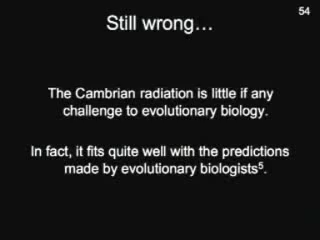 54
Still wrong…
The Cambrian radiation is little if any
challenge to evolutionary biology.
In fact, it fits quite well with the predictions
made by evolutionary biologists⁵.